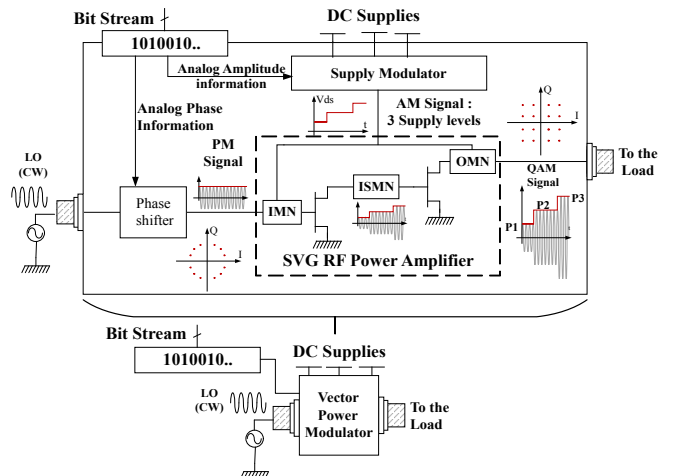 Bit Stream
DC Supplies
1010010..
Analog Amplitude
information
Supply Modulator
Analog Phase
Information
Vds
t
AM Signal :
3 Supply levels
Q
I
LO
(CW)
PM
Signal
Phase
shifter
IMN
ISMN
OMN
QAM
Signal
To the
Load
P1
P2
P3
t
Q
I
SVG RF Power Amplifier
Bit Stream
1010010..
DC Supplies
LO
(CW)
Vector
Power
Modulator
To the
Load